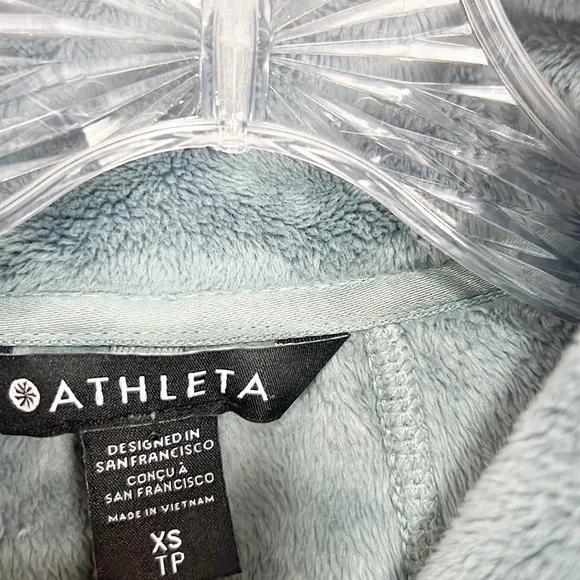 ATHLETA
DESIGNED IN
SAN FRANCISCO
CONÇU À
SAN FRANCISCO
MADE IN VIETNAM
XS
TP